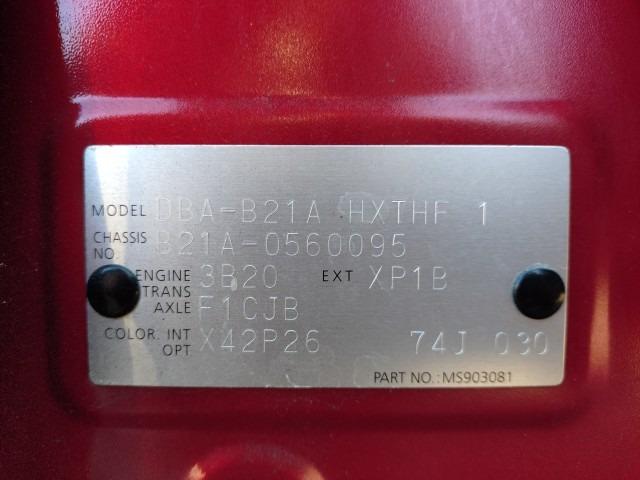 MODEL DBA-B21A HXTHF 1
CHASSIS NO. B21A-0560095
ENGINE 3B20 EXT XP1B
TRANS AXLE F1CJB
COLOR. INT OPT. X42P26 74J 030
PART NO.:MS903081